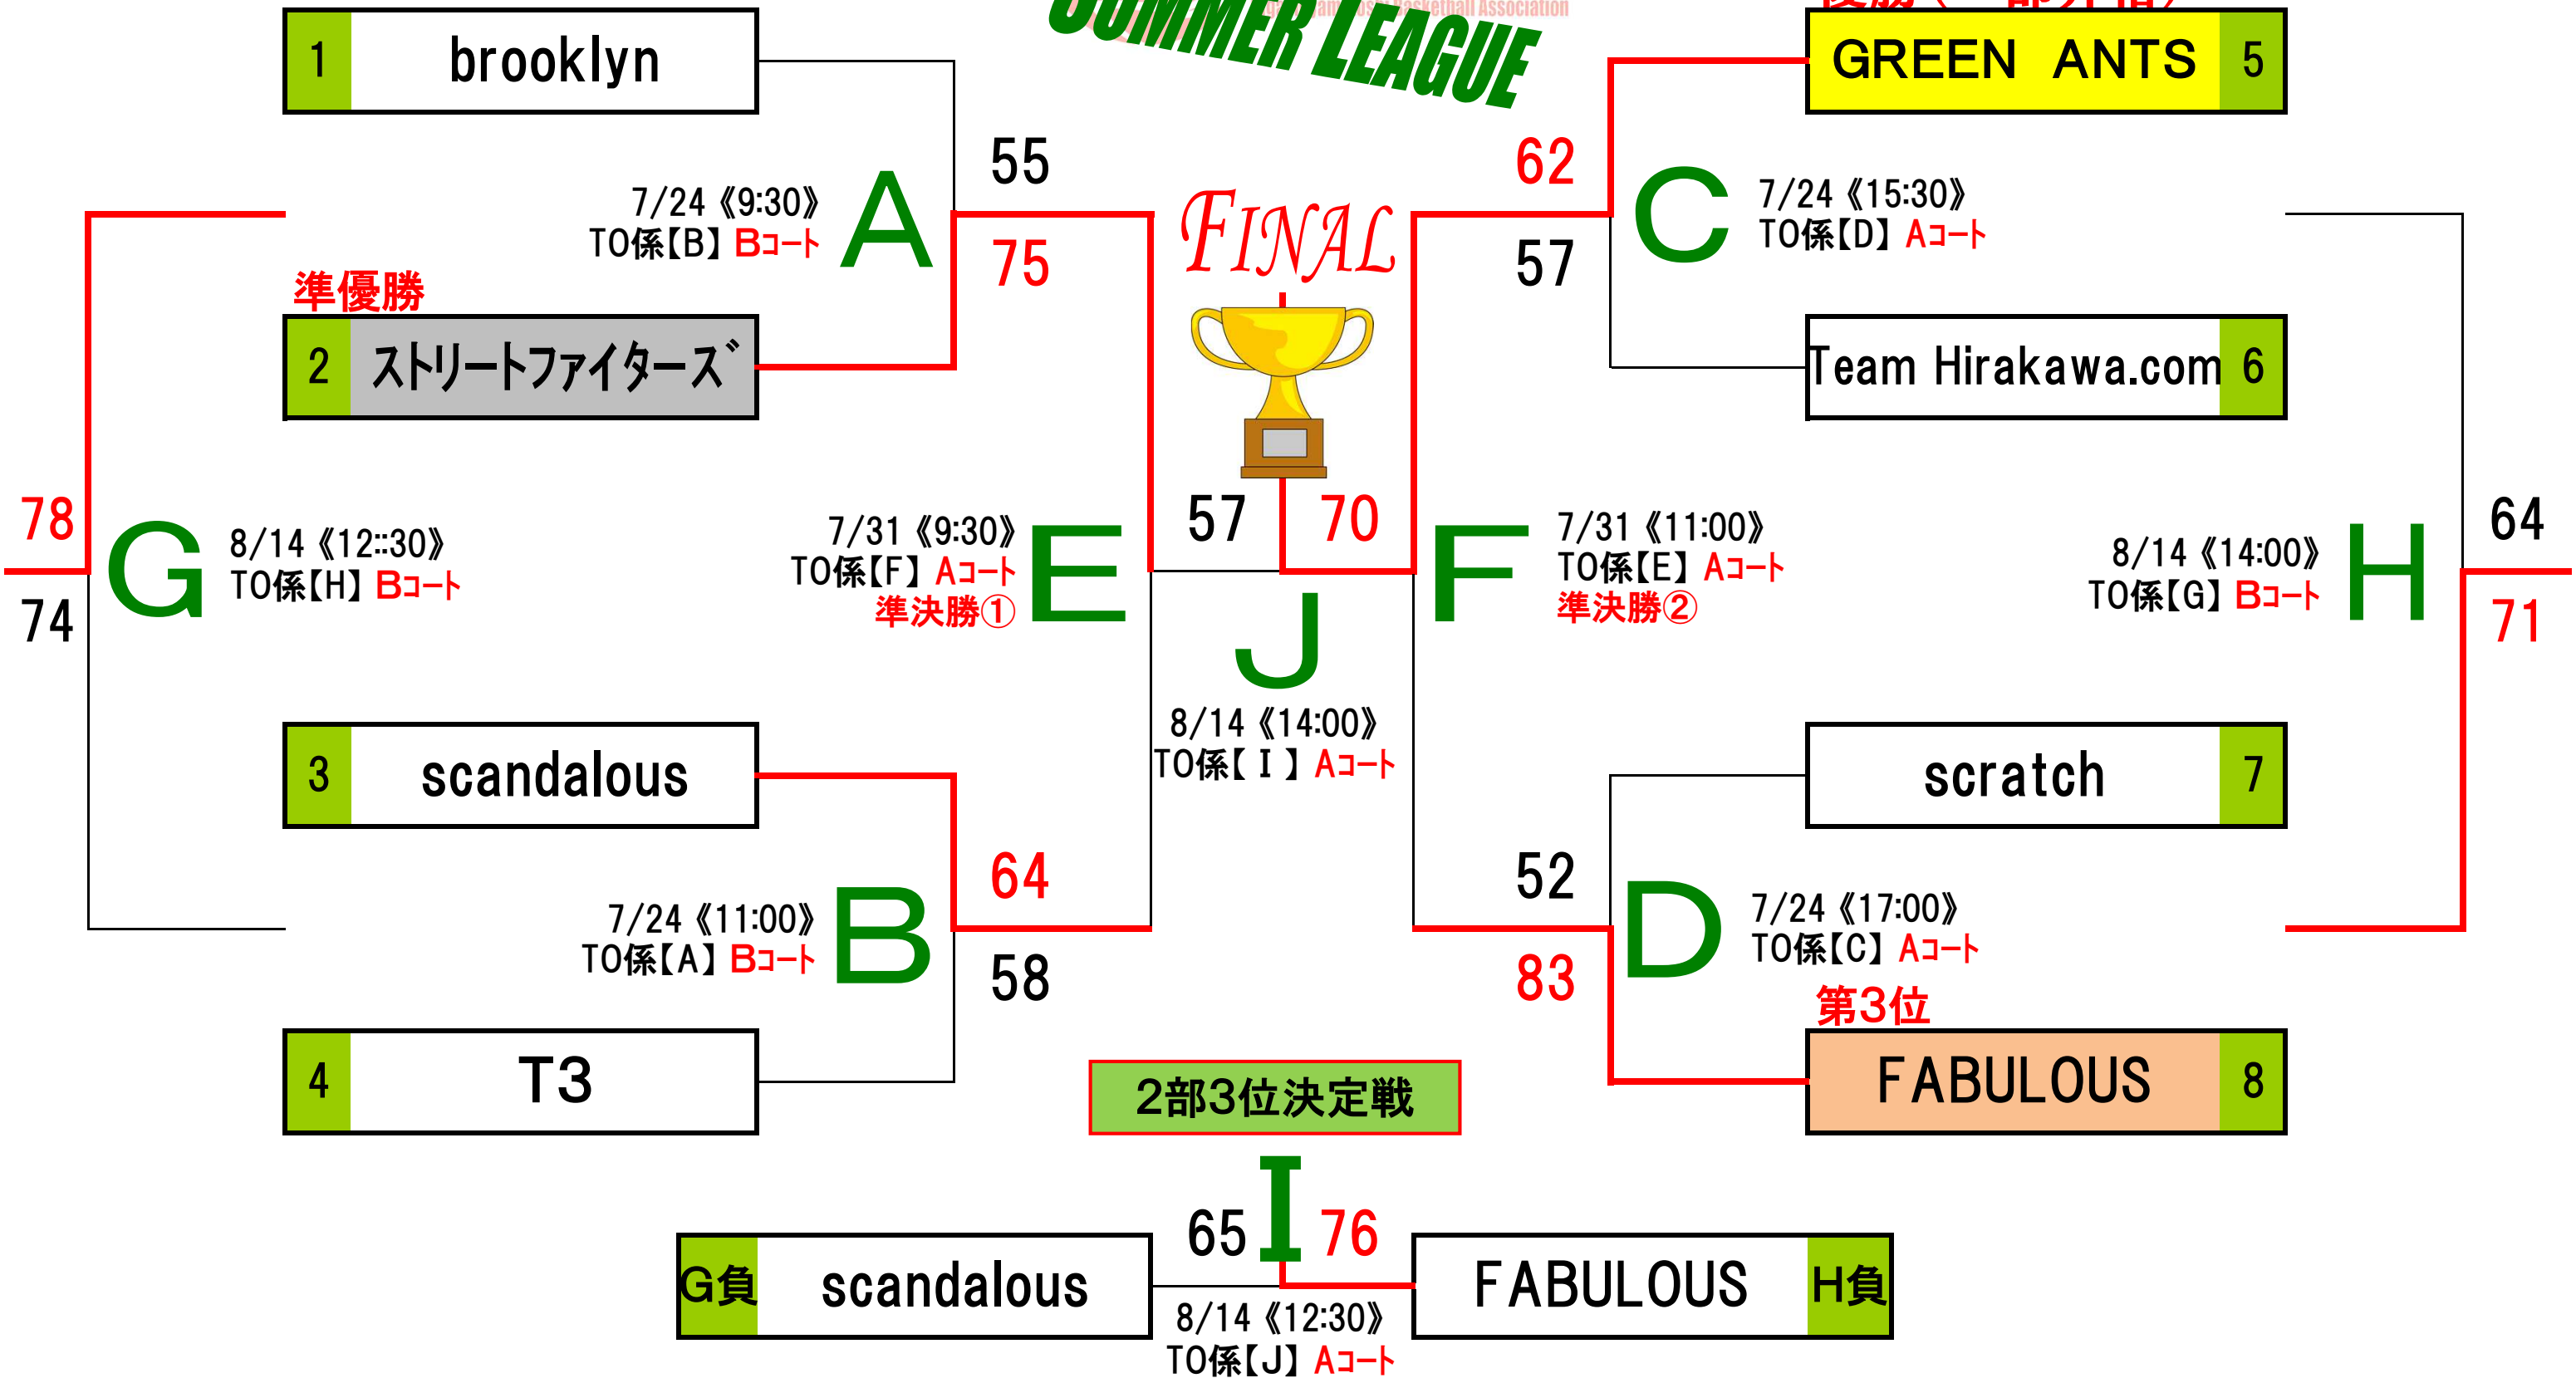 SUMMER LEAGUE
1 brooklyn
GREEN ANTS 5
55
75
7/24 《9:30》
TO係【B】 Bコート
A
FINAL
62
57
C
7/24 《15:30》
TO係【D】 Aコート
準優勝
2 ストリートファイターズ
Team Hirakawa.com 6
78
74
G
8/14 《12::30》
TO係【H】 Bコート
7/31 《9:30》
TO係【F】 Aコート
準決勝①
E
57 70
J
8/14 《14:00》
TO係【I】 Aコート
F
7/31 《11:00》
TO係【E】 Aコート
準決勝②
8/14 《14:00》
TO係【G】 Bコート
H
64
71
3 scandalous
scratch 7
7/24 《11:00》
TO係【A】 Bコート
B
64
58
52
83
D
7/24 《17:00》
TO係【C】 Aコート
第3位
4 T3
FABULOUS 8
2部3位決定戦
I
65 76
G負 scandalous
FABULOUS H負
8/14 《12:30》
TO係【J】 Aコート